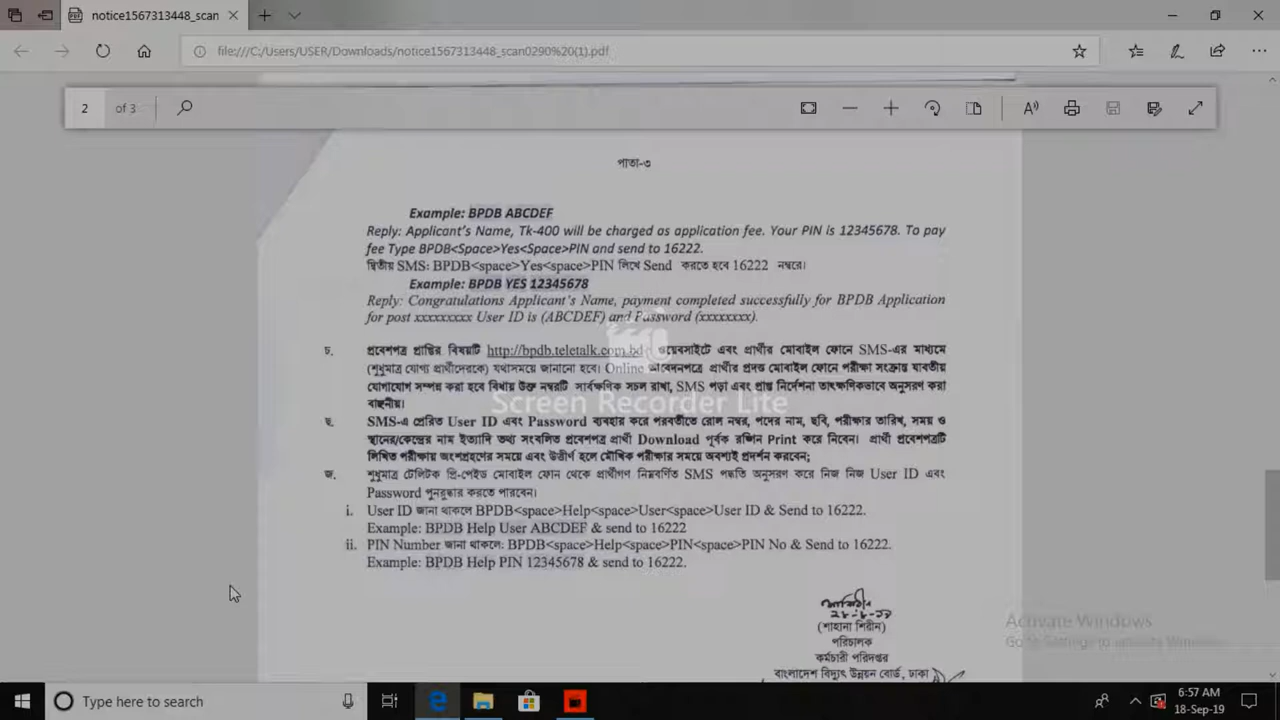 notice1567313448_scan
file:///C:/Users/USER/Downloads/notice1567313448_scan0290%20(1).pdf
2 of 3
পাতা-৩
Example: BPDB ABCDEF
Reply: Applicant's Name, Tk-400 will be charged as application fee. Your PIN is 12345678. To pay
fee Type BPDB<Space>Yes<Space>PIN and send to 16222.
দ্বিতীয় SMS: BPDB<space>Yes<space>PIN লিখে Send করতে হবে 16222 নম্বরে।
Example: BPDB YES 12345678
Reply: Congratulations Applicant's Name, payment completed successfully for BPDB Application
for post xxxxxxxxx User ID is (ABCDEF) and Password (xxxxxxxx).
চ. প্রবেশপত্র প্রাপ্তির বিষয়টি http://bpdb.teletalk.com.bd ওয়েবসাইটে এবং প্রার্থীর মোবাইল ফোনে SMS-এর মাধ্যমে
(শুধুমাত্র যোগ্য প্রার্থীদেরকে) যথাসময়ে জানানো হবে। Online আবেদনপত্রে প্রার্থীর প্রদত্ত মোবাইল ফোনে পরীক্ষা সংক্রান্ত যাবতীয়
যোগাযোগ সম্পন্ন করা হবে বিধায় উক্ত নম্বরটি সার্বক্ষণিক সচল রাখা, SMS পড়া এবং প্রাপ্ত নির্দেশনা তাৎক্ষণিকভাবে অনুসরণ করা
বাঞ্ছনীয়।
Screen Recorder Lite
ছ. SMS-এ প্রেরিত User ID এবং Password ব্যবহার করে পরবর্তীতে রোল নম্বর, পদের নাম, ছবি, পরীক্ষার তারিখ, সময় ও
স্থানের/কেন্দ্রের নাম ইত্যাদি তথ্য সংবলিত প্রবেশপত্র প্রার্থী Download পূর্বক রঙ্গিন Print করে নিবেন। প্রার্থী প্রবেশপত্রটি
লিখিত পরীক্ষায় অংশগ্রহণের সময়ে এবং উত্তীর্ণ হলে মৌখিক পরীক্ষার সময়ে অবশ্যই প্রদর্শন করবেন;
জ. শুধুমাত্র টেলিটক প্রি-পেইড মোবাইল ফোন থেকে প্রার্থীগণ নিম্নবর্ণিত SMS পদ্ধতি অনুসরণ করে নিজ নিজ User ID এবং
Password পুনরুদ্ধার করতে পারবেন।
i. User ID জানা থাকলে BPDB<space>Help<space>User<space>User ID & Send to 16222.
Example: BPDB Help User ABCDEF & send to 16222
ii. PIN Number জানা থাকলে: BPDB<space>Help<space>PIN<space>PIN No & Send to 16222.
Example: BPDB Help PIN 12345678 & send to 16222.
(শাহানা শিরীন)
পরিচালক
কর্মচারী পরিদপ্তর
বাংলাদেশ বিদ্যুৎ উন্নয়ন বোর্ড, ঢাকা
Activate Windows
Go to Settings to activate Windows.
Type here to search
6:57 AM
18-Sep-19